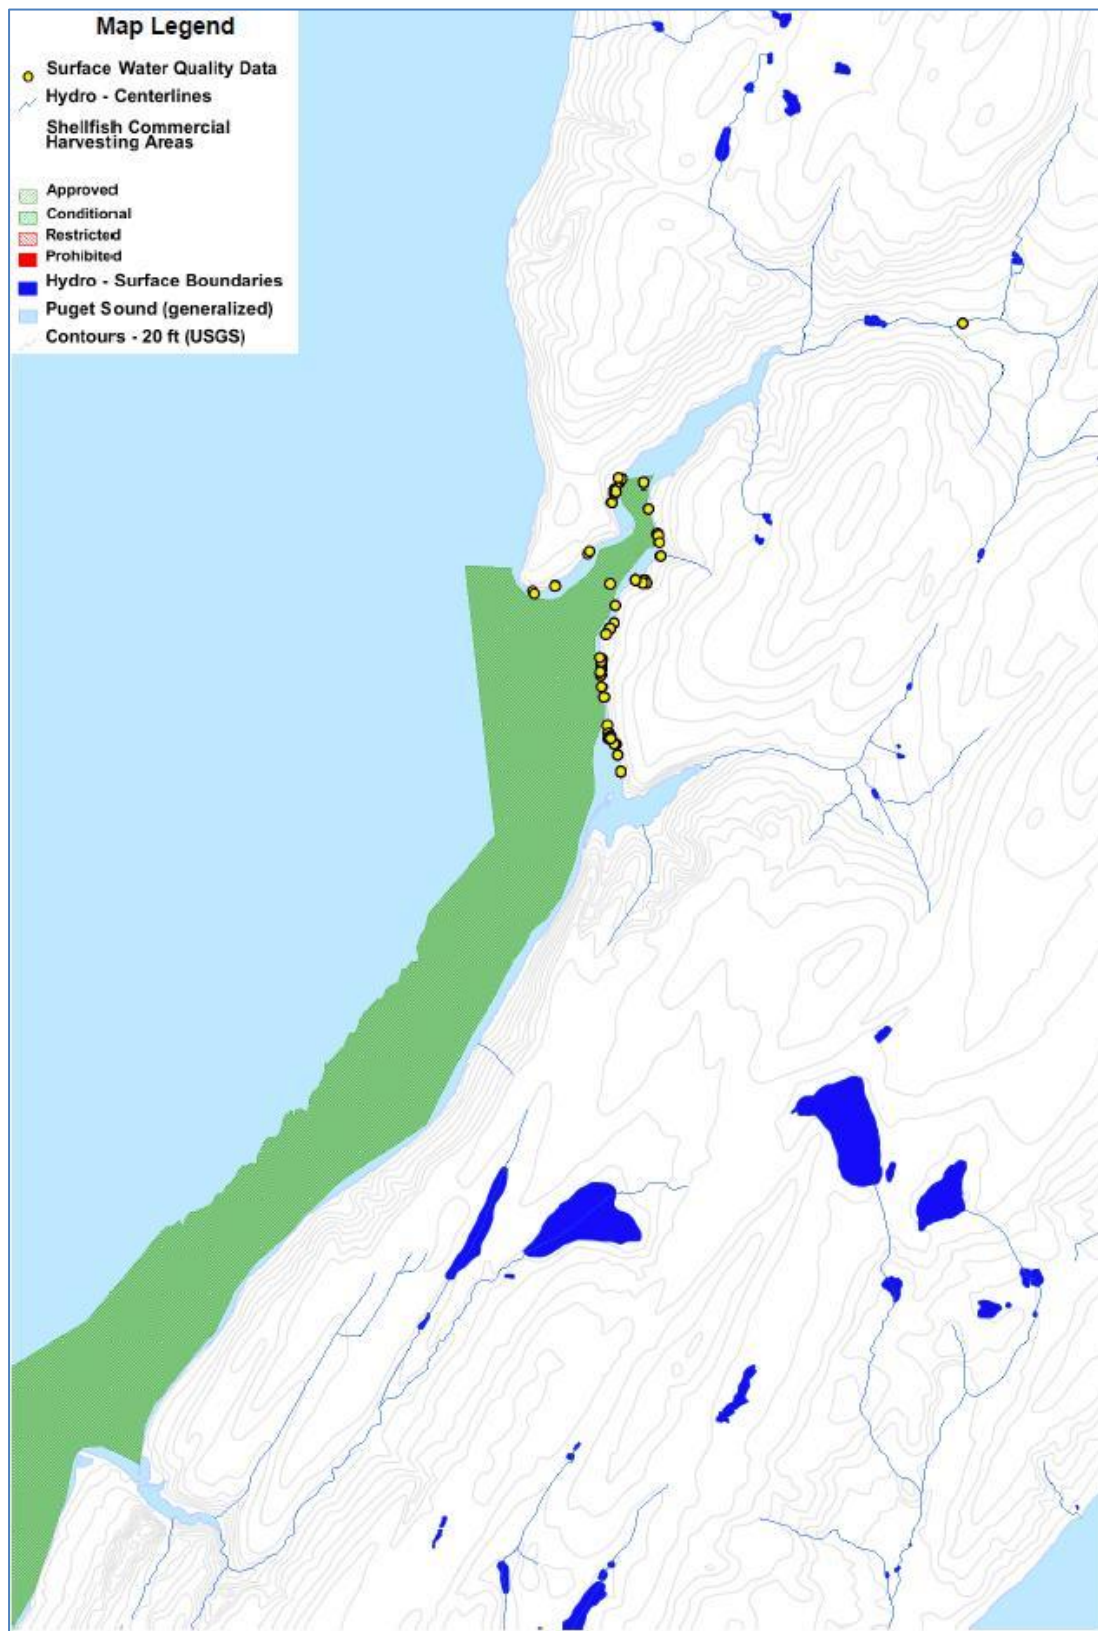 Map Legend
Surface Water Quality Data
Hydro - Centerlines
Shellfish Commercial
Harvesting Areas
Approved
Conditional
Restricted
Prohibited
Hydro - Surface Boundaries
Puget Sound (generalized)
Contours - 20 ft (USGS)